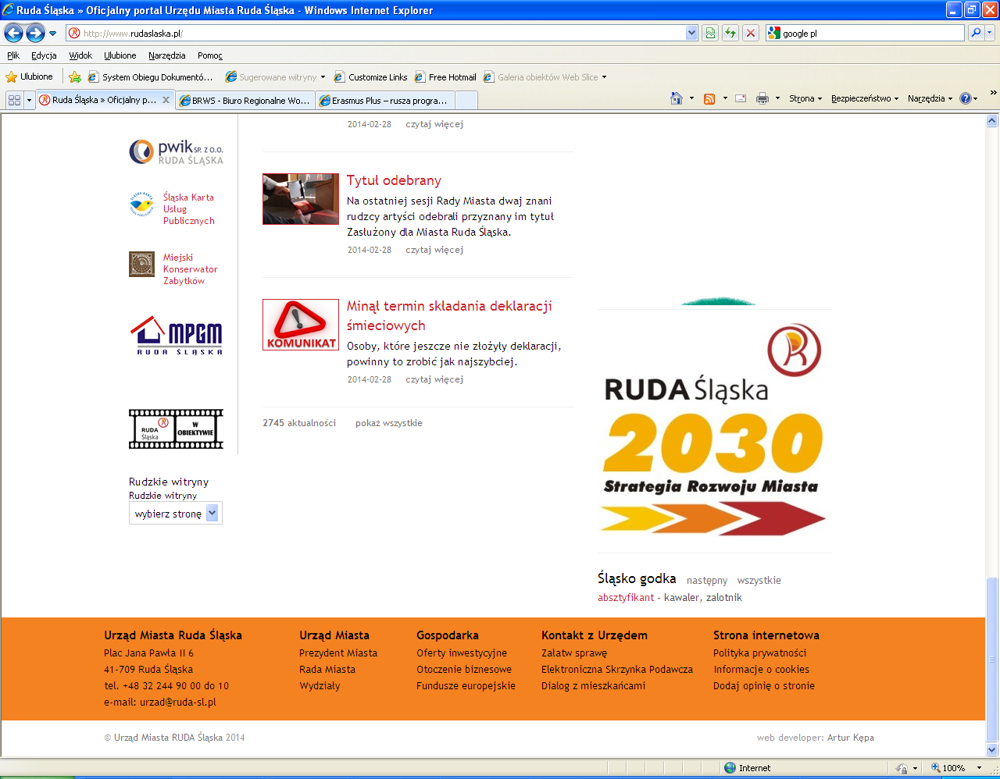 Ruda Śląska » Oficjalny portal Urzędu Miasta Ruda Śląska - Windows Internet Explorer
http://www.rudaslaska.pl/
google pl
Plik Edycja Widok Ulubione Narzędzia Pomoc
Ulubione System Obiegu Dokumentó... Sugerowane witryny Customize Links Free Hotmail Galeria obiektów Web Slice
Ruda Śląska » Oficjalny p... BRWS - Biuro Regionalne Wo... Erasmus Plus – rusza progra... Strona Bezpieczeństwo Narzędzia
pwik SP. Z O.O.
RUDA ŚLĄSKA
Śląska Karta
Usług
Publicznych
Miejski
Konserwator
Zabytków
MPGM
RUDA ŚLĄSKA
RUDA
Śląska
W
OBIEKTYWIE
Rudzkie witryny
Rudzkie witryny
wybierz stronę
2014-02-28 czytaj więcej
Tytuł odebrany
Na ostatniej sesji Rady Miasta dwaj znani
rudzcy artyści odebrali przyznany im tytuł
Zasłużony dla Miasta Ruda Śląska.
2014-02-28 czytaj więcej
KOMUNIKAT
Minął termin składania deklaracji
śmieciowych
Osoby, które jeszcze nie złożyły deklaracji,
powinny to zrobić jak najszybciej.
2014-02-28 czytaj więcej
2745 aktualności pokaż wszystkie
RUDA Śląska
2030
Strategia Rozwoju Miasta
Śląsko godka następny wszystkie
absztyfikant - kawaler, zalotnik
Urząd Miasta Ruda Śląska
Plac Jana Pawła II 6
41-709 Ruda Śląska
tel. +48 32 244 90 00 do 10
e-mail: urzad@ruda-sl.pl
Urząd Miasta
Prezydent Miasta
Rada Miasta
Wydziały
Gospodarka
Oferty inwestycyjne
Otoczenie biznesowe
Fundusze europejskie
Kontakt z Urzędem
Załatw sprawę
Elektroniczna Skrzynka Podawcza
Dialog z mieszkańcami
Strona internetowa
Polityka prywatności
Informacje o cookies
Dodaj opinię o stronie
© Urząd Miasta RUDA Śląska 2014
web developer: Artur Kępa
Internet 100%